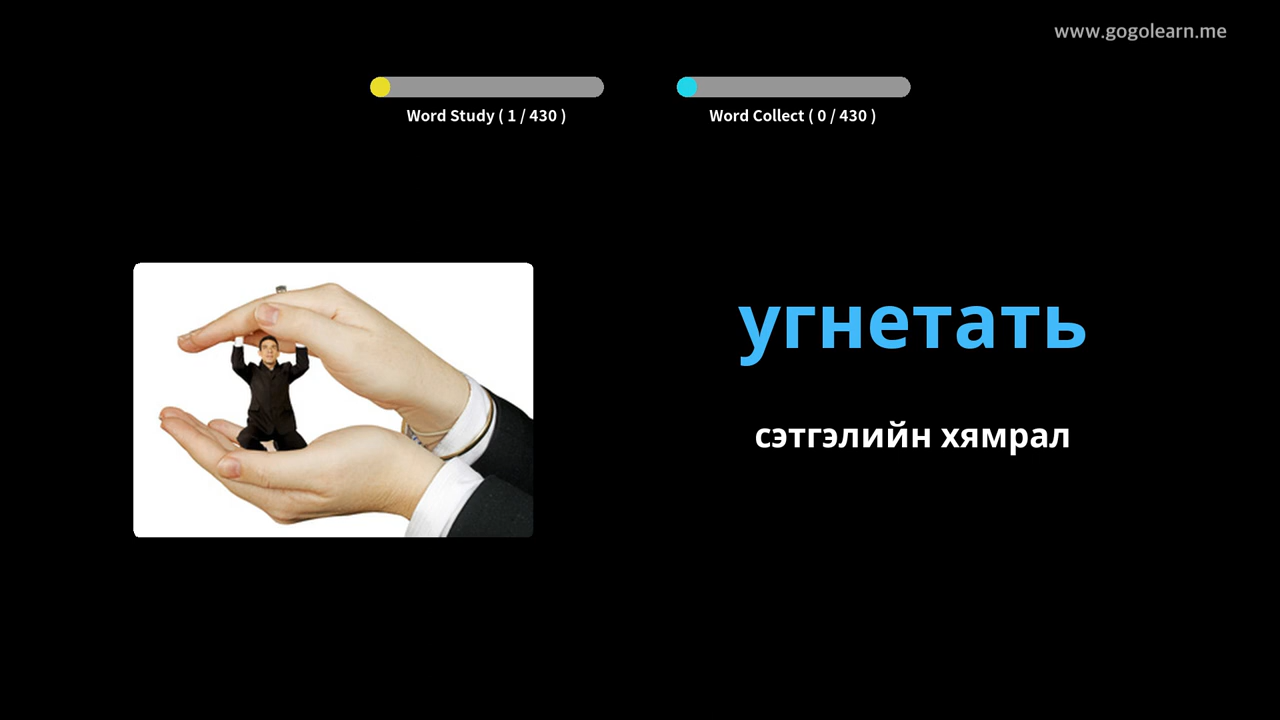 www.gogolearn.me
Word Study ( 1 / 430 )
Word Collect ( 0 / 430 )
угнетать
сэтгэлийн хямрал